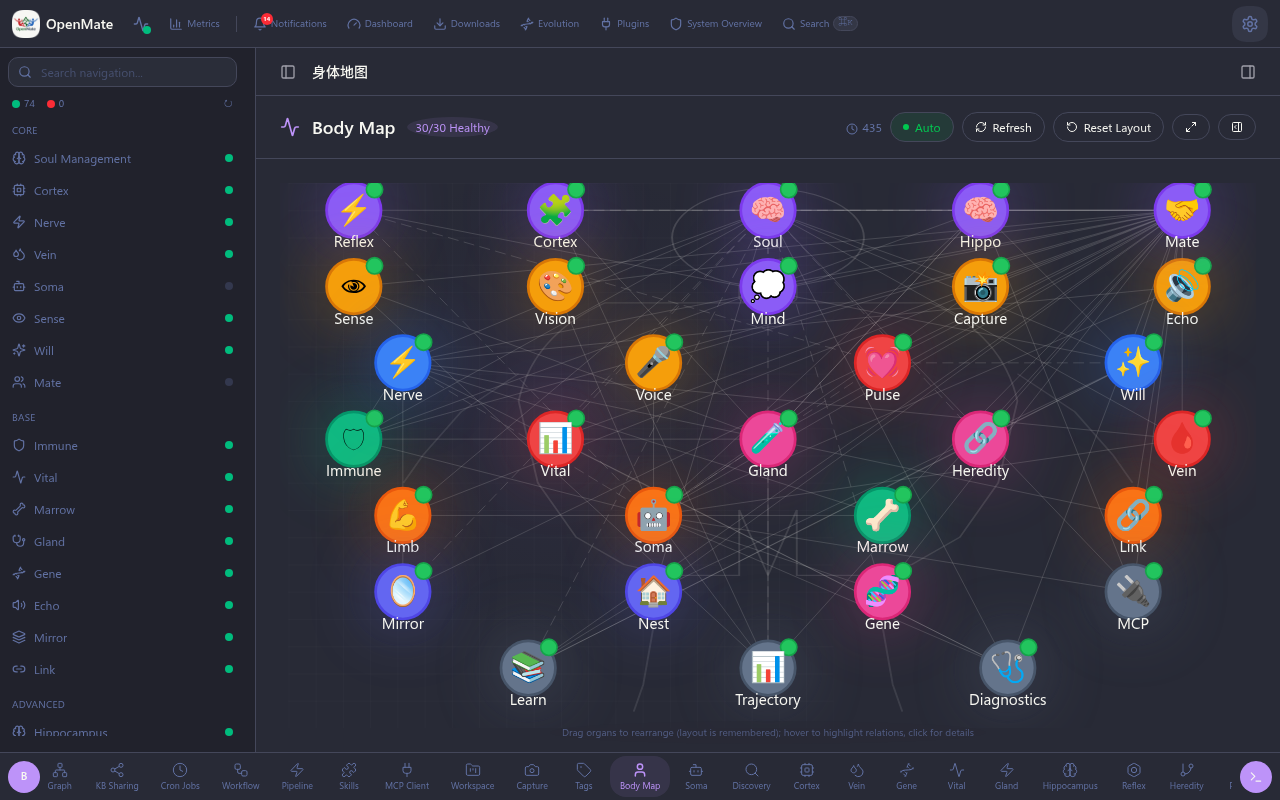 OpenMate
Metrics
14
Notifications
Dashboard
Downloads
Evolution
Plugins
System Overview
Search
⌘K
Search navigation...
身体地图
74
0
CORE
Soul Management
Cortex
Nerve
Vein
Soma
Sense
Will
Mate
BASE
Immune
Vital
Marrow
Gland
Gene
Echo
Mirror
Link
ADVANCED
Hippocampus
Body Map
30/30 Healthy
435
Auto
Refresh
Reset Layout
Reflex
Cortex
Soul
Hippo
Mate
Sense
Vision
Mind
Capture
Echo
Nerve
Voice
Pulse
Will
Immune
Vital
Gland
Heredity
Vein
Limb
Soma
Marrow
Link
Mirror
Nest
Gene
MCP
Learn
Trajectory
Diagnostics
Drag organs to rearrange (layout is remembered); hover to highlight relations, click for details
B
Graph
KB Sharing
Cron Jobs
Workflow
Pipeline
Skills
MCP Client
Workspace
Capture
Tags
Body Map
Soma
Discovery
Cortex
Vein
Gene
Vital
Gland
Hippocampus
Reflex
Heredity